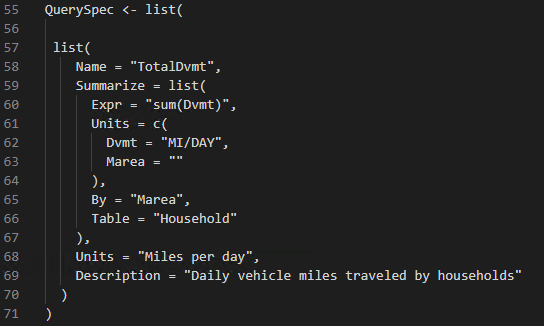 55 QuerySpec <- list(
56
57 list(
58 Name = "TotalDvmt",
59 Summarize = list(
60 Expr = "sum(Dvmt)",
61 Units = c(
62 Dvmt = "MI/DAY",
63 Marea = ""
64 ),
65 By = "Marea",
66 Table = "Household"
67 ),
68 Units = "Miles per day",
69 Description = "Daily vehicle miles traveled by households"
70 )
71 )